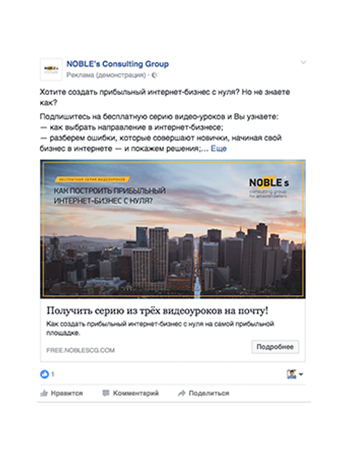 NOBLE's Consulting Group
Реклама (демонстрация) ·
Хотите создать прибыльный интернет-бизнес с нуля? Но не знаете
как?
Подпишитесь на бесплатную серию видео-уроков и Вы узнаете:
— как выбрать направление в интернет-бизнесе;
— разберем ошибки, которые совершают новички, начиная свой
бизнес в интернете — и покажем решения;... Еще
БЕСПЛАТНАЯ СЕРИЯ ВИДЕОУРОКОВ
КАК ПОСТРОИТЬ ПРИБЫЛЬНЫЙ
ИНТЕРНЕТ-БИЗНЕС С НУЛЯ?
NOBLE s
consulting group
Получить серию из трёх видеоуроков на почту!
Как создать прибыльный интернет-бизнес с нуля на самой прибыльной
площадке.
FREE.NOBLESCG.COM
Подробнее
1
Нравится
Комментарий
Поделиться